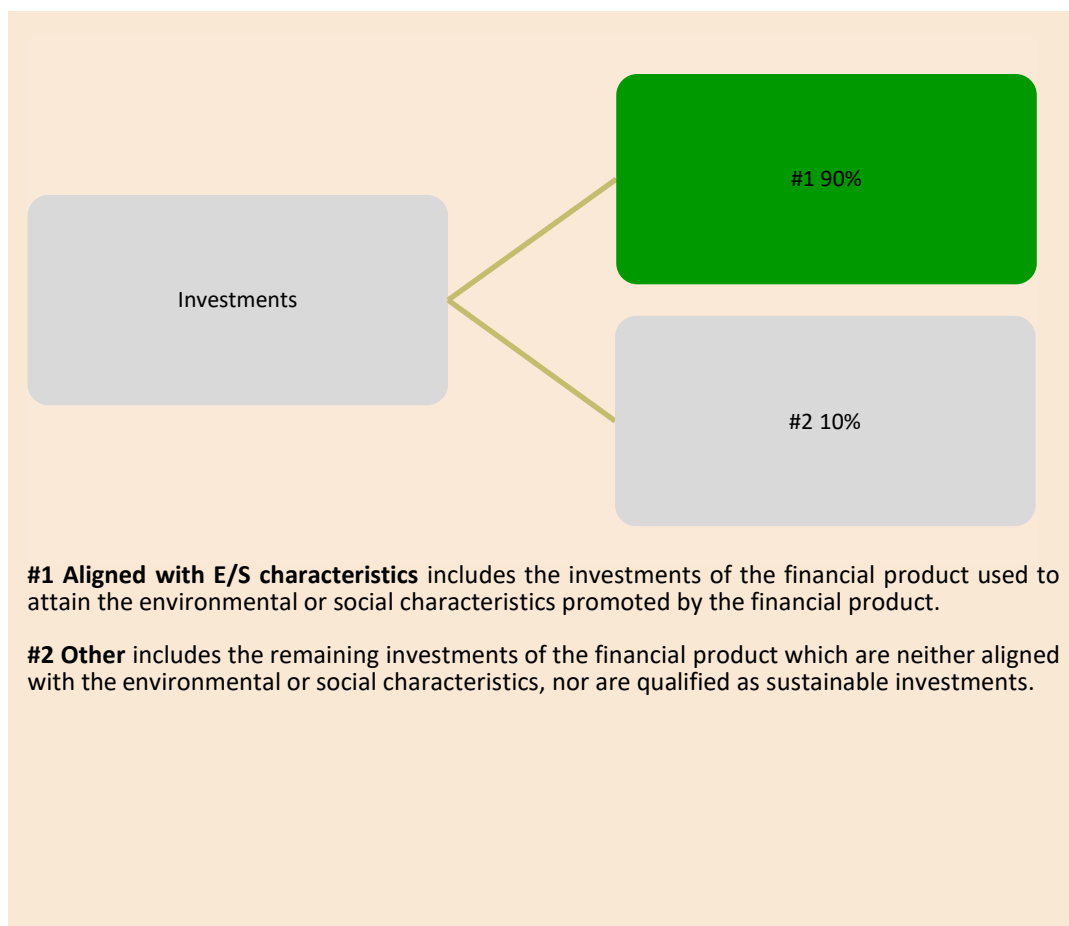 #1 90%
Investments
#2 10%
#1 Aligned with E/S characteristics includes the investments of the financial product used to
attain the environmental or social characteristics promoted by the financial product.
#2 Other includes the remaining investments of the financial product which are neither aligned
with the environmental or social characteristics, nor are qualified as sustainable investments.